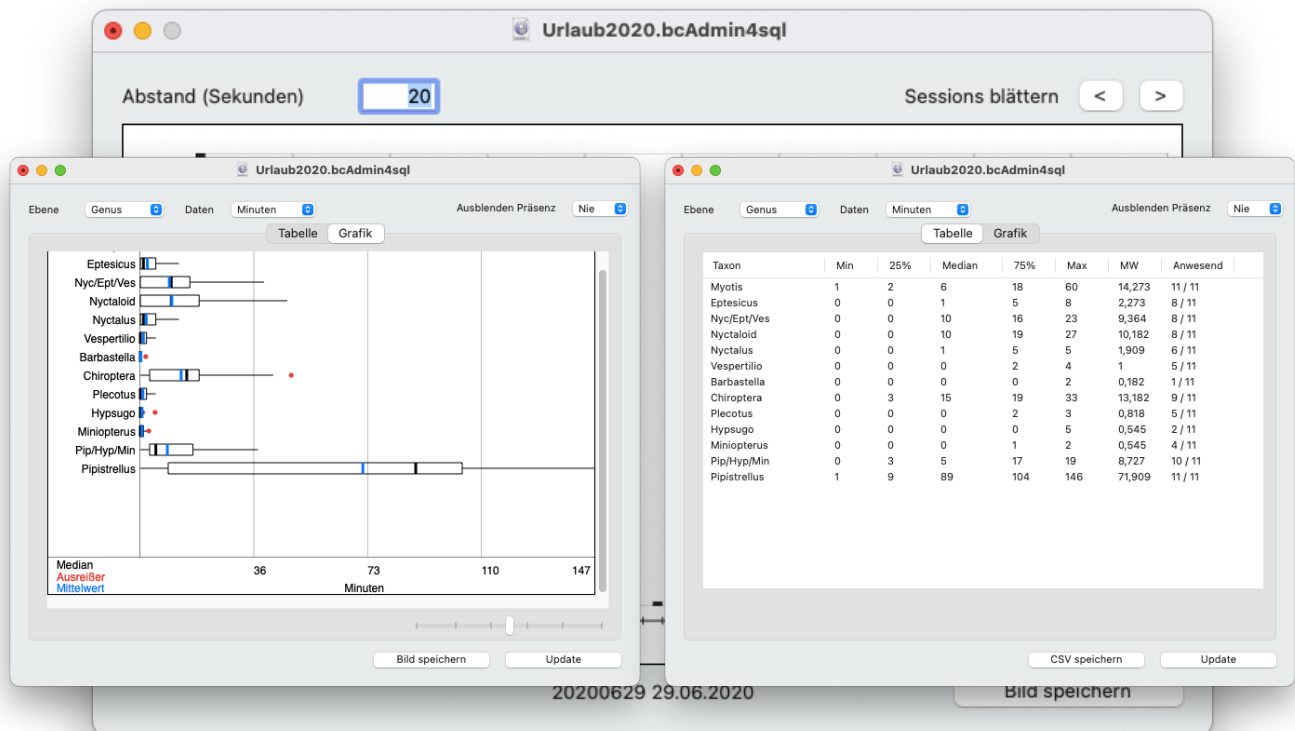 Urlaub2020.bcAdmin4sql
Abstand (Sekunden) 20 Sessions blättern < >
Urlaub2020.bcAdmin4sql
Ebene Genus Daten Minuten Ausblenden Präsenz Nie
Tabelle Grafik
Eptesicus
Nyc/Ept/Ves
Nyctaloid
Nyctalus
Vespertilio
Barbastella
Chiroptera
Plecotus
Hypsugo
Miniopterus
Pip/Hyp/Min
Pipistrellus
Median
Ausreißer
Mittelwert
36 73 110 147
Minuten
Bild speichern Update
Urlaub2020.bcAdmin4sql
Ebene Genus Daten Minuten Ausblenden Präsenz Nie
Tabelle Grafik
Taxon Min 25% Median 75% Max MW Anwesend
Myotis 1 2 6 18 60 14,273 11 / 11
Eptesicus 0 0 1 5 8 2,273 8 / 11
Nyc/Ept/Ves 0 0 10 16 23 9,364 8 / 11
Nyctaloid 0 0 10 19 27 10,182 8 / 11
Nyctalus 0 0 1 5 5 1,909 6 / 11
Vespertilio 0 0 0 2 4 1 5 / 11
Barbastella 0 0 0 0 2 0,182 1 / 11
Chiroptera 0 3 15 19 33 13,182 9 / 11
Plecotus 0 0 0 2 3 0,818 5 / 11
Hypsugo 0 0 0 0 5 0,545 2 / 11
Miniopterus 0 0 0 1 2 0,545 4 / 11
Pip/Hyp/Min 0 3 5 17 19 8,727 10 / 11
Pipistrellus 1 9 89 104 146 71,909 11 / 11
CSV speichern Update
20200629 29.06.2020 Bild speichern